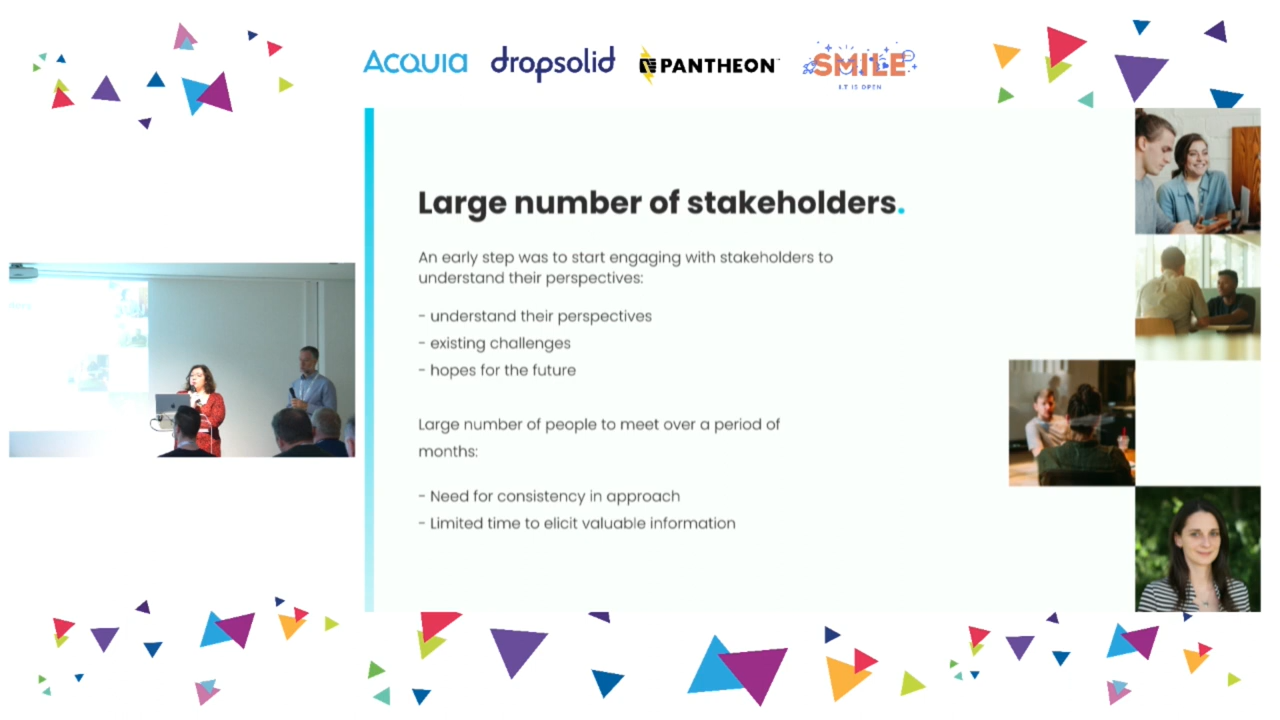 ACQUIA
dropsolid
PANTHEON
SMILE
I.T IS OPEN
Large number of stakeholders.
An early step was to start engaging with stakeholders to
understand their perspectives:
- understand their perspectives
- existing challenges
- hopes for the future
Large number of people to meet over a period of
months:
- Need for consistency in approach
- Limited time to elicit valuable information